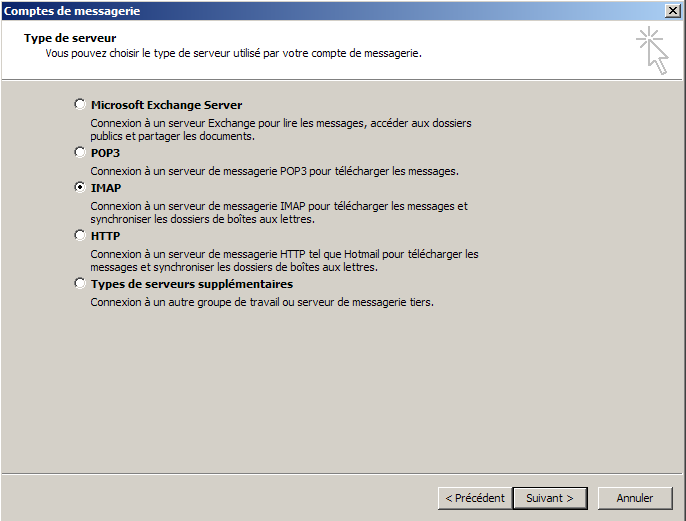 Comptes de messagerie
Type de serveur
Vous pouvez choisir le type de serveur utilisé par votre compte de messagerie.
Microsoft Exchange Server
Connexion à un serveur Exchange pour lire les messages, accéder aux dossiers
publics et partager les documents.
POP3
Connexion à un serveur de messagerie POP3 pour télécharger les messages.
IMAP
Connexion à un serveur de messagerie IMAP pour télécharger les messages et
synchroniser les dossiers de boîtes aux lettres.
HTTP
Connexion à un serveur de messagerie HTTP tel que Hotmail pour télécharger les
messages et synchroniser les dossiers de boîtes aux lettres.
Types de serveurs supplémentaires
Connexion à un autre groupe de travail ou serveur de messagerie tiers.
< Précédent Suivant > Annuler